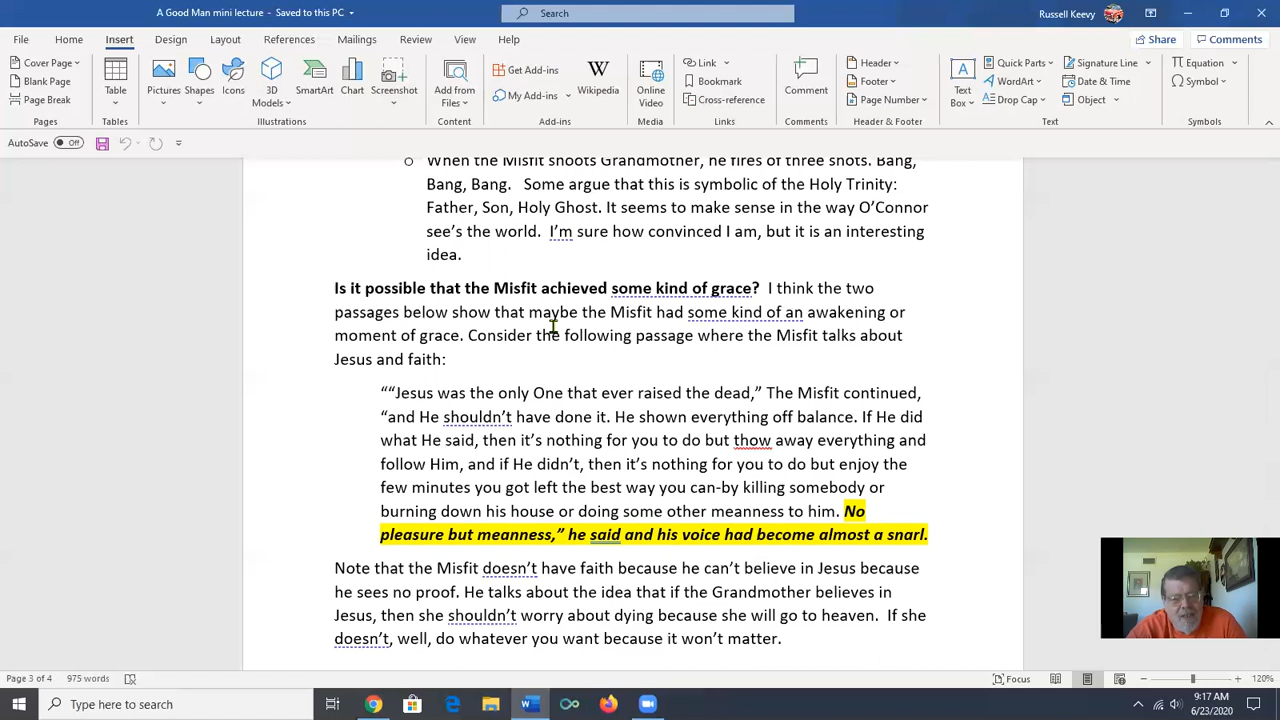 A Good Man mini lecture - Saved to this PC
Search
Russell Keevy
File Home Insert Design Layout References Mailings Review View Help
Share Comments
Cover Page
Blank Page
Page Break
Pages
Table
Tables
Pictures Shapes Icons 3D Models SmartArt Chart Screenshot
Illustrations
Add from Files
Content
Get Add-ins
My Add-ins
Wikipedia
Add-ins
Online Video
Media
Link
Bookmark
Cross-reference
Links
Comment
Comments
Header
Footer
Page Number
Header & Footer
Text Box
Quick Parts
WordArt
Drop Cap
Signature Line
Date & Time
Object
Text
Equation
Symbol
Symbols
AutoSave Off
o When the Misfit shoots Grandmother, he fires of three shots. Bang,
Bang, Bang. Some argue that this is symbolic of the Holy Trinity:
Father, Son, Holy Ghost. It seems to make sense in the way O’Connor
see’s the world. I’m sure how convinced I am, but it is an interesting
idea.
Is it possible that the Misfit achieved some kind of grace? I think the two
passages below show that maybe the Misfit had some kind of an awakening or
moment of grace. Consider the following passage where the Misfit talks about
Jesus and faith:
““Jesus was the only One that ever raised the dead,” The Misfit continued,
“and He shouldn’t have done it. He shown everything off balance. If He did
what He said, then it’s nothing for you to do but thow away everything and
follow Him, and if He didn’t, then it’s nothing for you to do but enjoy the
few minutes you got left the best way you can-by killing somebody or
burning down his house or doing some other meanness to him. No
pleasure but meanness,” he said and his voice had become almost a snarl.
Note that the Misfit doesn’t have faith because he can’t believe in Jesus because
he sees no proof. He talks about the idea that if the Grandmother believes in
Jesus, then she shouldn’t worry about dying because she will go to heaven. If she
doesn’t, well, do whatever you want because it won’t matter.
Page 3 of 4 975 words
Focus
120%
Type here to search
9:17 AM
6/23/2020